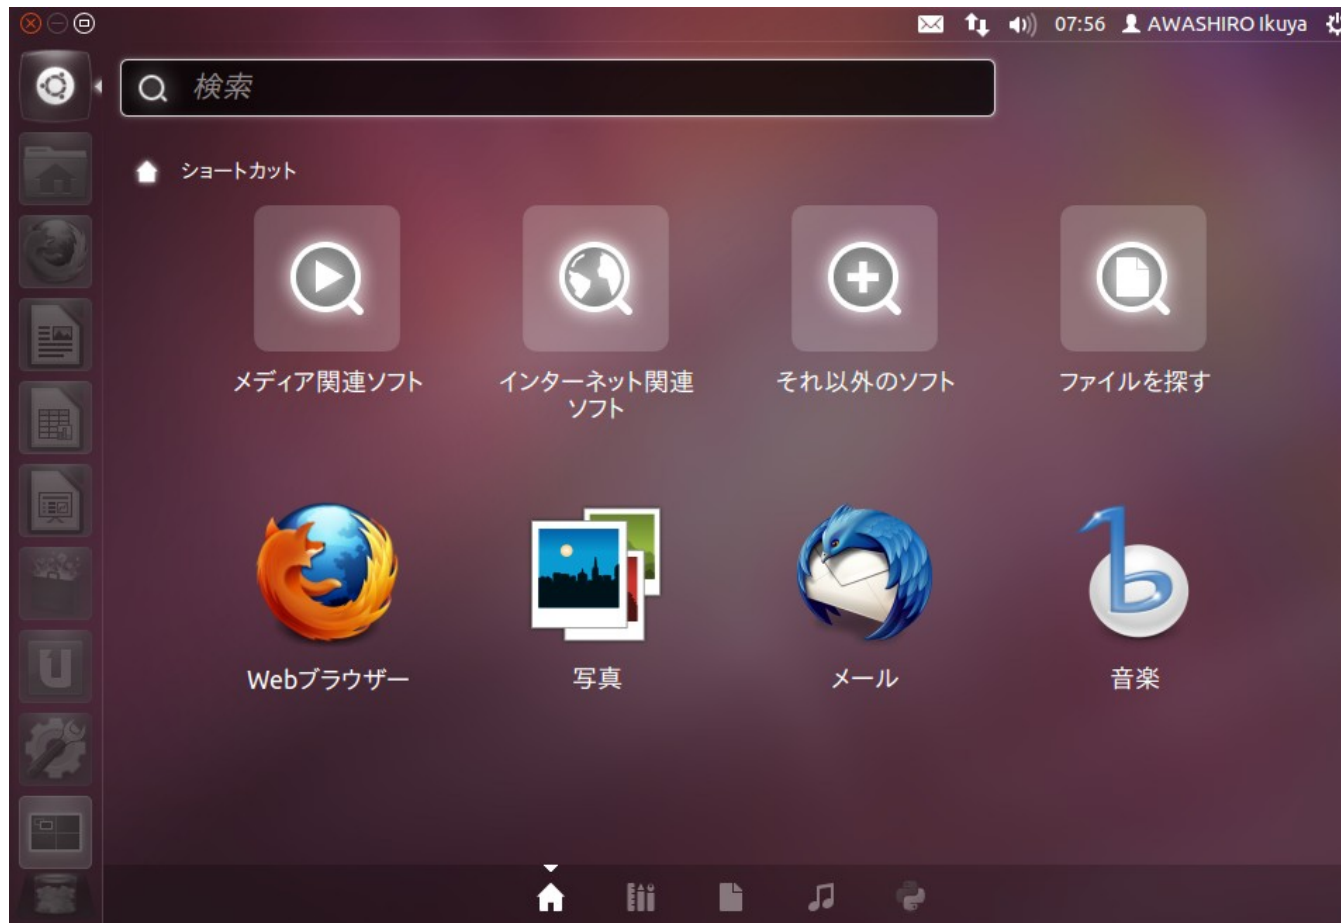 07:56 AWASHIRO Ikuya
検索
ショートカット
メディア関連ソフト
インターネット関連
ソフト
それ以外のソフト
ファイルを探す
Webブラウザー
写真
メール
音楽